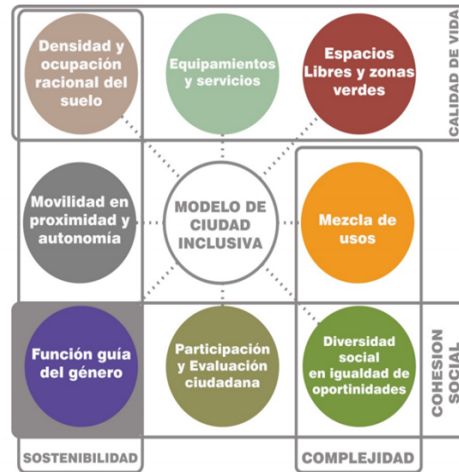 Densidad y
ocupación
racional del
suelo
Equipamientos
y servicios
Espacios
Libres y zonas
verdes
CALIDAD DE VIDA
Movilidad en
proximidad y
autonomía
MODELO DE
CIUDAD
INCLUSIVA
Mezcla de
usos
Función guía
del género
Participación
y Evaluación
ciudadana
Diversidad
social
en igualdad de
oportinidades
COHESION
SOCIAL
SOSTENIBILIDAD
COMPLEJIDAD